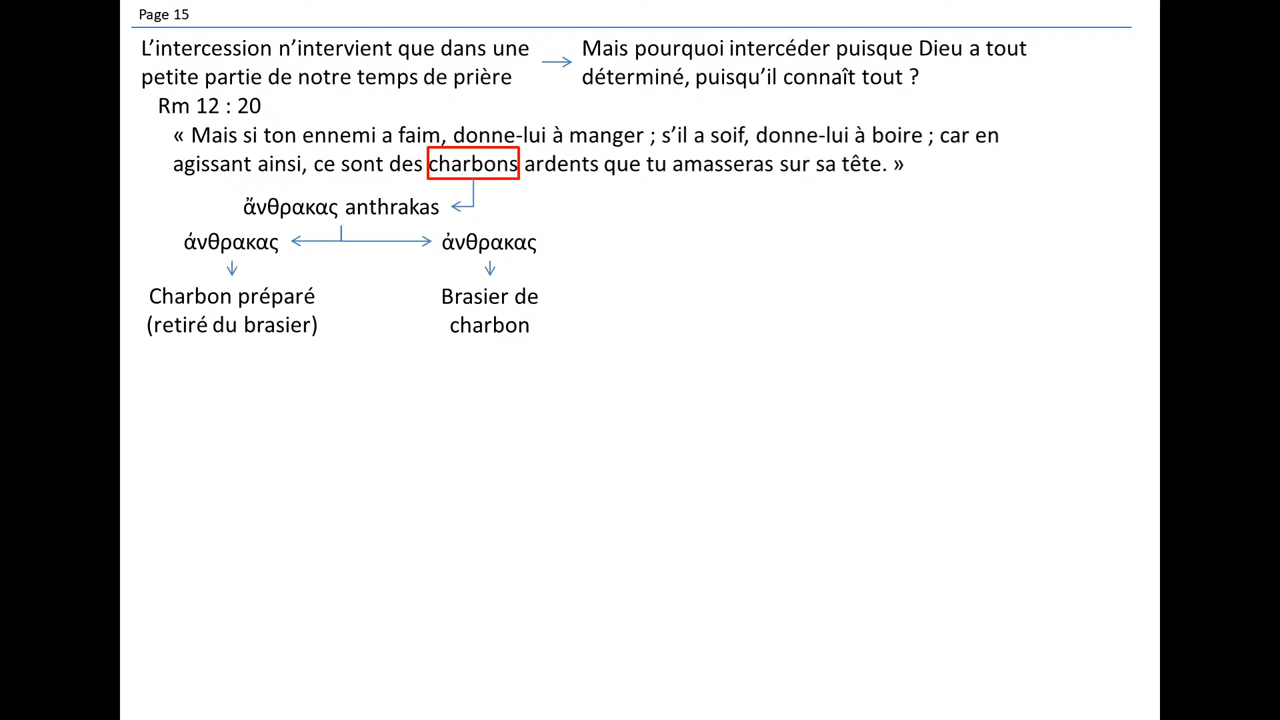 Page 15
L'intercession n'intervient que dans une
petite partie de notre temps de prière
Mais pourquoi intercéder puisque Dieu a tout
déterminé, puisqu'il connaît tout ?
Rm 12 : 20
« Mais si ton ennemi a faim, donne-lui à manger ; s'il a soif, donne-lui à boire ; car en
agissant ainsi, ce sont des charbons ardents que tu amasseras sur sa tête. »
ἄνθρακας anthrakas
άνθρακας
ἀνθρακας
Charbon préparé
(retiré du brasier)
Brasier de
charbon